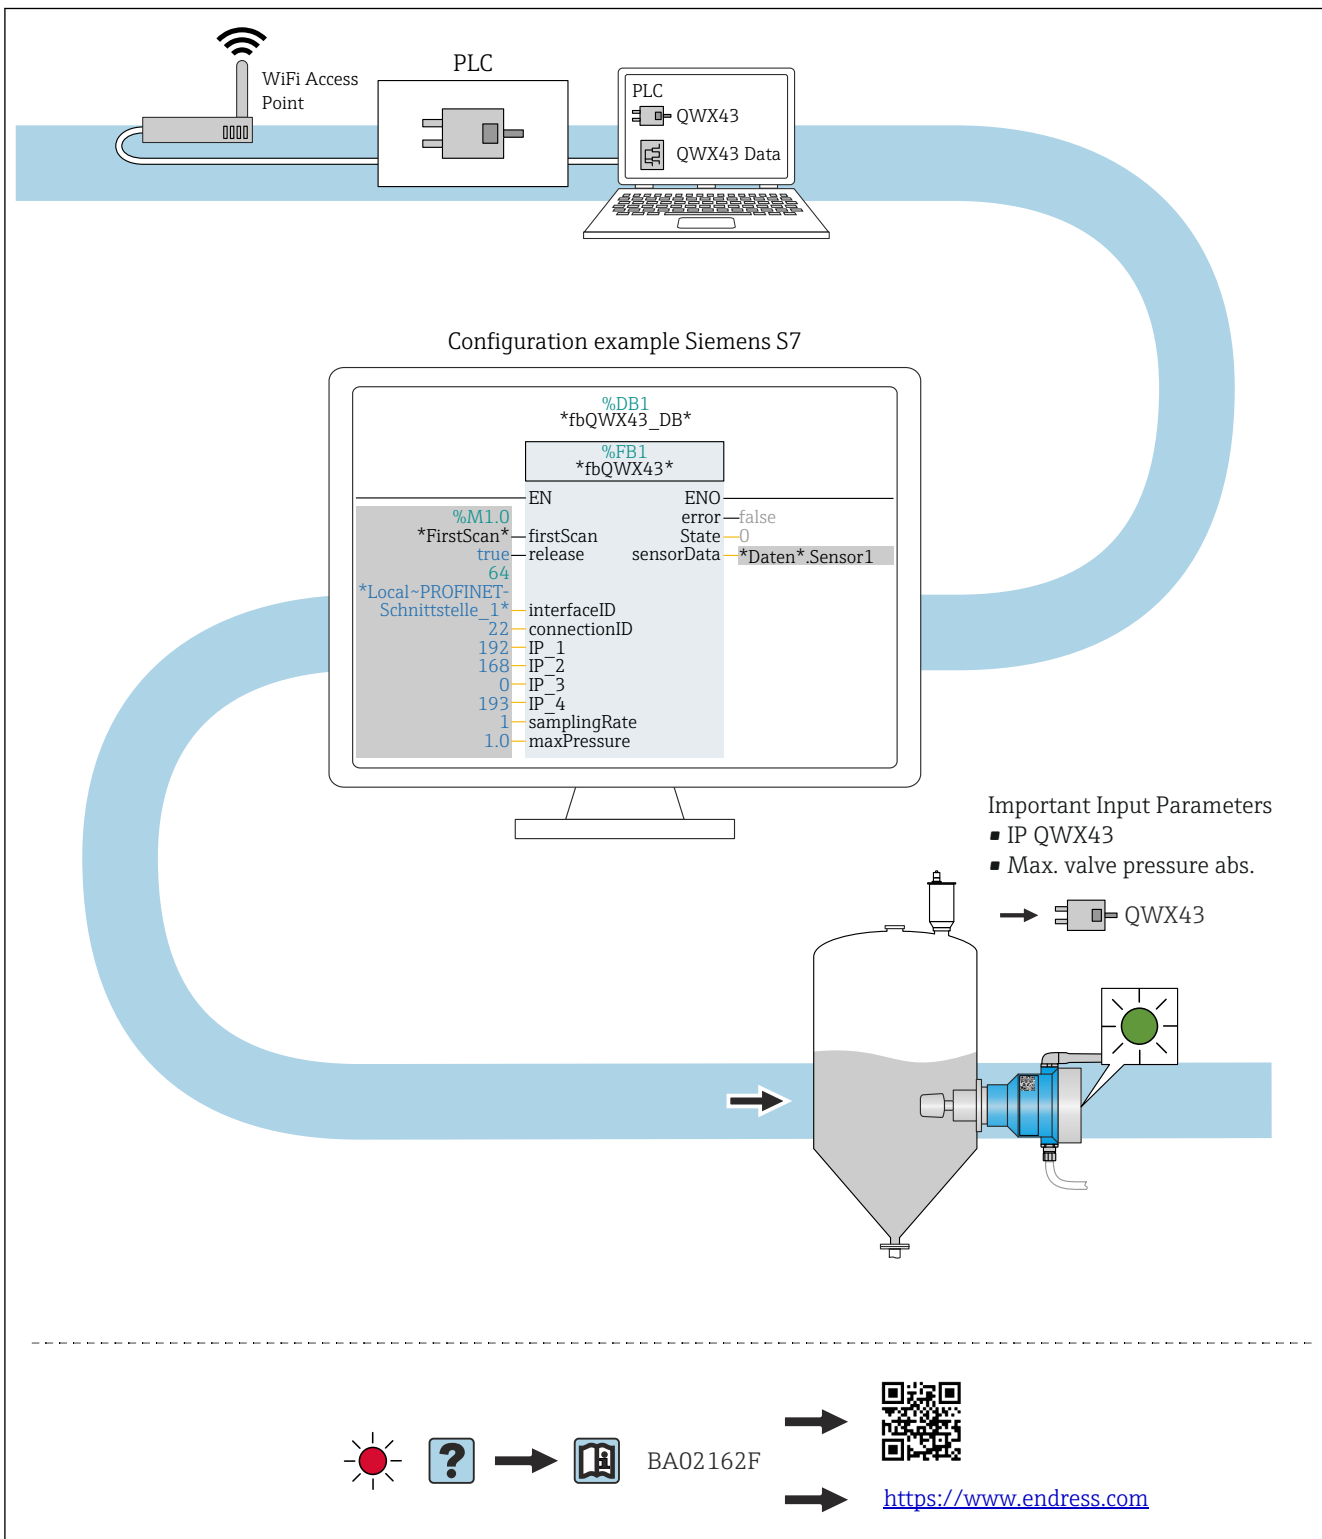 WiFi Access
Point
PLC
PLC
QWX43
QWX43 Data
Configuration example Siemens S7
%DB1
*fbQWX43_DB*
%FB1
*fbQWX43*
EN ENO
%M1.0 error false
*FirstScan* firstScan State 0
true release sensorData *Daten*.Sensor1
64
*Local~PROFINET-
Schnittstelle_1* interfaceID
22 connectionID
192 IP_1
168 IP_2
0 IP_3
193 IP_4
1 samplingRate
1.0 maxPressure
Important Input Parameters
▪ IP QWX43
▪ Max. valve pressure abs.
QWX43
?
i
BA02162F
https://www.endress.com